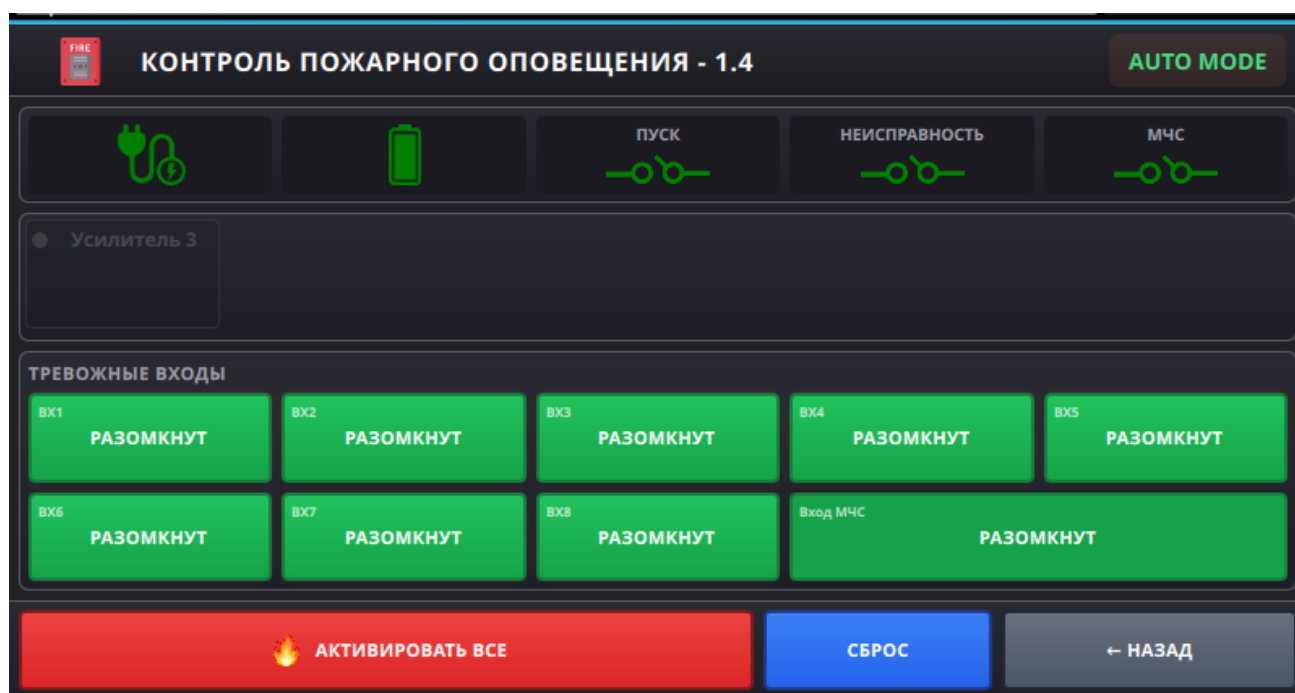 FIRE
КОНТРОЛЬ ПОЖАРНОГО ОПОВЕЩЕНИЯ - 1.4
AUTO MODE
ПУСК
НЕИСПРАВНОСТЬ
МЧС
Усилитель 3
ТРЕВОЖНЫЕ ВХОДЫ
ВХ1
РАЗОМКНУТ
ВХ2
РАЗОМКНУТ
ВХ3
РАЗОМКНУТ
ВХ4
РАЗОМКНУТ
ВХ5
РАЗОМКНУТ
ВХ6
РАЗОМКНУТ
ВХ7
РАЗОМКНУТ
ВХ8
РАЗОМКНУТ
Вход МЧС
РАЗОМКНУТ
АКТИВИРОВАТЬ ВСЕ
СБРОС
← НАЗАД